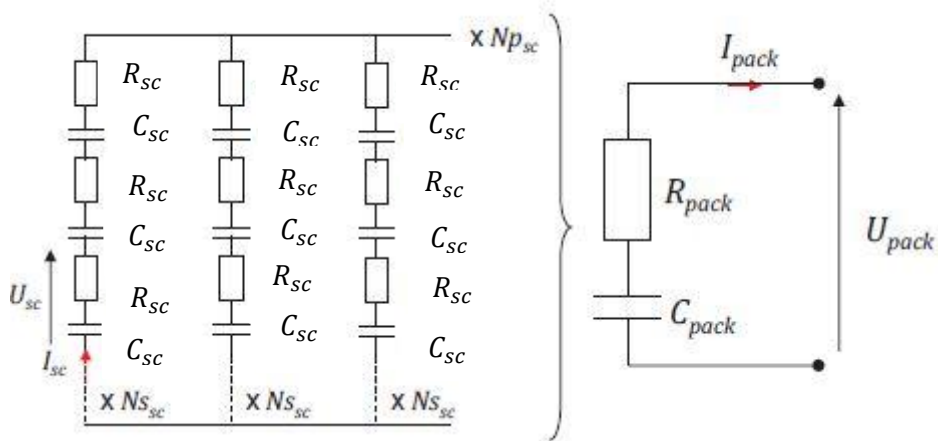 x Np_sc
I_pack
R_sc R_sc R_sc
C_sc C_sc C_sc
R_sc R_sc R_sc
R_pack
C_sc C_sc C_sc
U_pack
R_sc R_sc R_sc
U_sc
C_sc C_sc C_sc
C_pack
I_sc
x Ns_sc x Ns_sc x Ns_sc